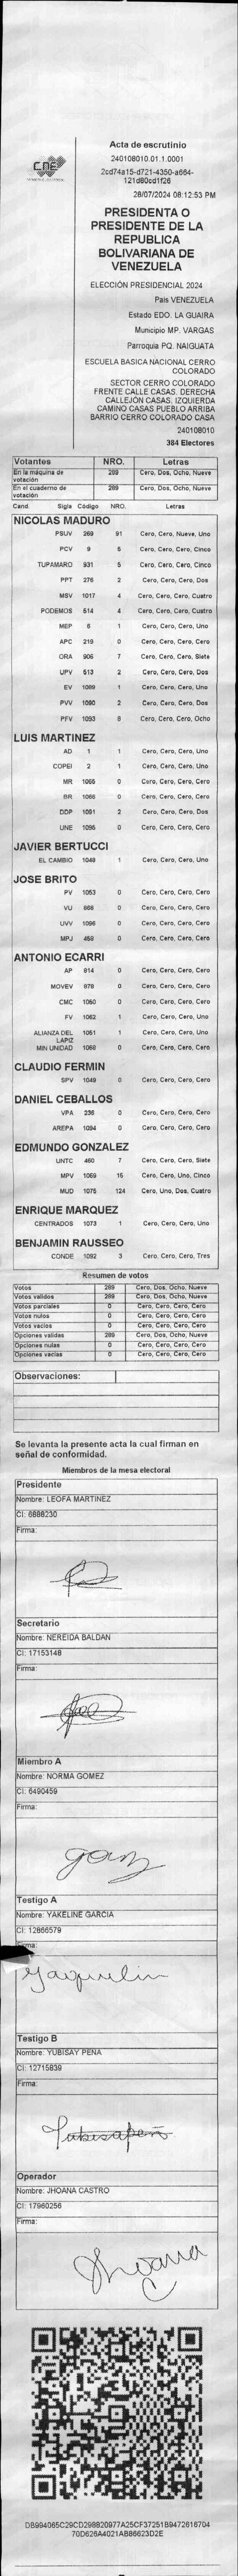 CNE
Acta de escrutinio
240108010.01.1.0001
2cd74a15-d721-4350-a664-
121d80cd1f26
28/07/2024 08:12:53 PM
PRESIDENTA O
PRESIDENTE DE LA
REPUBLICA
BOLIVARIANA DE
VENEZUELA
ELECCIÓN PRESIDENCIAL 2024
País VENEZUELA
Estado EDO. LA GUAIRA
Municipio MP. VARGAS
Parroquia PQ. NAIGUATA
ESCUELA BASICA NACIONAL CERRO
COLORADO
SECTOR CERRO COLORADO
FRENTE CALLE CASAS. DERECHA
CALLEJÓN CASAS. IZQUIERDA
CAMINO CASAS PUEBLO ARRIBA
BARRIO CERRO COLORADO CASA
240108010
384 Electores
Votantes NRO. Letras
En la máquina de votación 289 Cero, Dos, Ocho, Nueve
En el cuaderno de votación 289 Cero, Dos, Ocho, Nueve
Cand. Sigla Código NRO. Letras
NICOLAS MADURO
PSUV 269 91 Cero, Cero, Nueve, Uno
PCV 9 5 Cero, Cero, Cero, Cinco
TUPAMARO 931 5 Cero, Cero, Cero, Cinco
PPT 276 2 Cero, Cero, Cero, Dos
MSV 1017 4 Cero, Cero, Cero, Cuatro
PODEMOS 514 4 Cero, Cero, Cero, Cuatro
MEP 6 1 Cero, Cero, Cero, Uno
APC 219 0 Cero, Cero, Cero, Cero
ORA 906 7 Cero, Cero, Cero, Siete
UPV 513 2 Cero, Cero, Cero, Dos
EV 1089 1 Cero, Cero, Cero, Uno
PVV 1090 2 Cero, Cero, Cero, Dos
PFV 1093 8 Cero, Cero, Cero, Ocho
LUIS MARTINEZ
AD 1 1 Cero, Cero, Cero, Uno
COPEI 2 1 Cero, Cero, Cero, Uno
MR 1065 0 Cero, Cero, Cero, Cero
BR 1066 0 Cero, Cero, Cero, Cero
DDP 1091 2 Cero, Cero, Cero, Dos
UNE 1095 0 Cero, Cero, Cero, Cero
JAVIER BERTUCCI
EL CAMBIO 1048 1 Cero, Cero, Cero, Uno
JOSE BRITO
PV 1053 0 Cero, Cero, Cero, Cero
VU 868 0 Cero, Cero, Cero, Cero
UVV 1096 0 Cero, Cero, Cero, Cero
MPJ 458 0 Cero, Cero, Cero, Cero
ANTONIO ECARRI
AP 814 0 Cero, Cero, Cero, Cero
MOVEV 979 0 Cero, Cero, Cero, Cero
CMC 1050 0 Cero, Cero, Cero, Cero
FV 1062 1 Cero, Cero, Cero, Uno
ALIANZA DEL LAPIZ 1051 1 Cero, Cero, Cero, Uno
MIN UNIDAD 1058 0 Cero, Cero, Cero, Cero
CLAUDIO FERMIN
SPV 1049 0 Cero, Cero, Cero, Cero
DANIEL CEBALLOS
VPA 236 0 Cero, Cero, Cero, Cero
AREPA 1094 0 Cero, Cero, Cero, Cero
EDMUNDO GONZALEZ
UNTC 460 7 Cero, Cero, Cero, Siete
MPV 1069 15 Cero, Cero, Uno, Cinco
MUD 1075 124 Cero, Uno, Dos, Cuatro
ENRIQUE MARQUEZ
CENTRADOS 1073 1 Cero, Cero, Cero, Uno
BENJAMIN RAUSSEO
CONDE 1092 3 Cero, Cero, Cero, Tres
Resumen de votos
Votos 289 Cero, Dos, Ocho, Nueve
Votos validos 289 Cero, Dos, Ocho, Nueve
Votos parciales 0 Cero, Cero, Cero, Cero
Votos nulos 0 Cero, Cero, Cero, Cero
Votos vacios 0 Cero, Cero, Cero, Cero
Opciones validas 289 Cero, Dos, Ocho, Nueve
Opciones nulas 0 Cero, Cero, Cero, Cero
Opciones vacias 0 Cero, Cero, Cero, Cero
Observaciones:
Se levanta la presente acta la cual firman en
señal de conformidad.
Miembros de la mesa electoral
Presidente
Nombre: LEOFA MARTINEZ
CI: 6888230
Firma:
Secretario
Nombre: NEREIDA BALDAN
CI: 17153148
Firma:
Miembro A
Nombre: NORMA GOMEZ
CI: 6490459
Firma:
Testigo A
Nombre: YAKELINE GARCIA
CI: 12866579
Firma:
Testigo B
Nombre: YUBISAY PENA
CI: 12715839
Firma:
Operador
Nombre: JHOANA CASTRO
CI: 17960256
Firma:
Jhoana
DB994065C29CD298B20977A25CF37251B9472616704
70D626A4021AB86623D2E